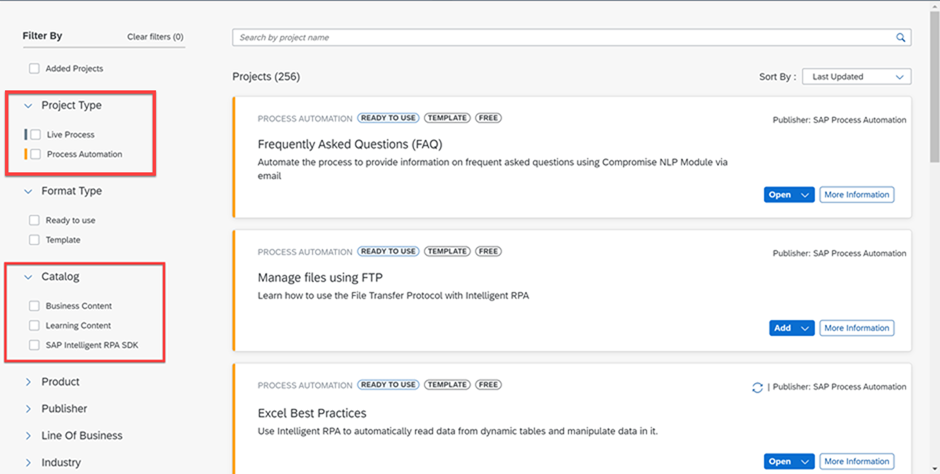 Filter By
Clear filters (0)
Added Projects
Project Type
Live Process
Process Automation
Format Type
Ready to use
Template
Catalog
Business Content
Learning Content
SAP Intelligent RPA SDK
Product
Publisher
Line Of Business
Industry
Search by project name
Projects (256)
Sort By :
Last Updated
PROCESS AUTOMATION READY TO USE TEMPLATE FREE
Publisher: SAP Process Automation
Frequently Asked Questions (FAQ)
Automate the process to provide information on frequent asked questions using Compromise NLP Module via
email
Open
More Information
PROCESS AUTOMATION READY TO USE TEMPLATE FREE
Publisher: SAP Process Automation
Manage files using FTP
Learn how to use the File Transfer Protocol with Intelligent RPA
Add
More Information
PROCESS AUTOMATION READY TO USE TEMPLATE FREE
| Publisher: SAP Process Automation
Excel Best Practices
Use Intelligent RPA to automatically read data from dynamic tables and manipulate data in it.
Open
More Information